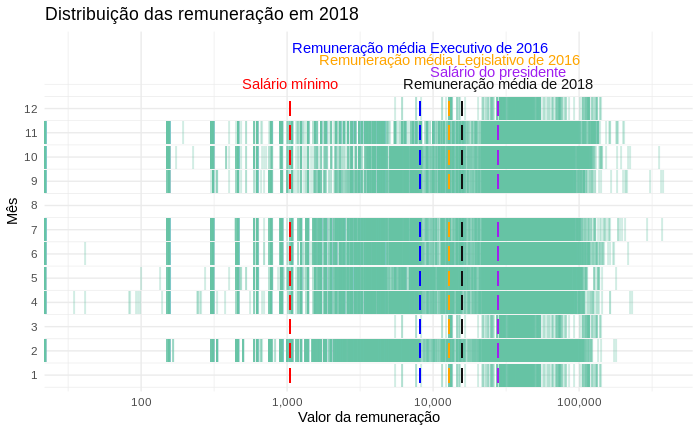 Distribuição das remuneração em 2018
Remuneração média Executivo de 2016
Remuneração média Legislativo de 2016
Salário do presidente
Salário mínimo
Remuneração média de 2018
Mês
12
11
10
9
8
7
6
5
4
3
2
1
100
1,000
10,000
100,000
Valor da remuneração